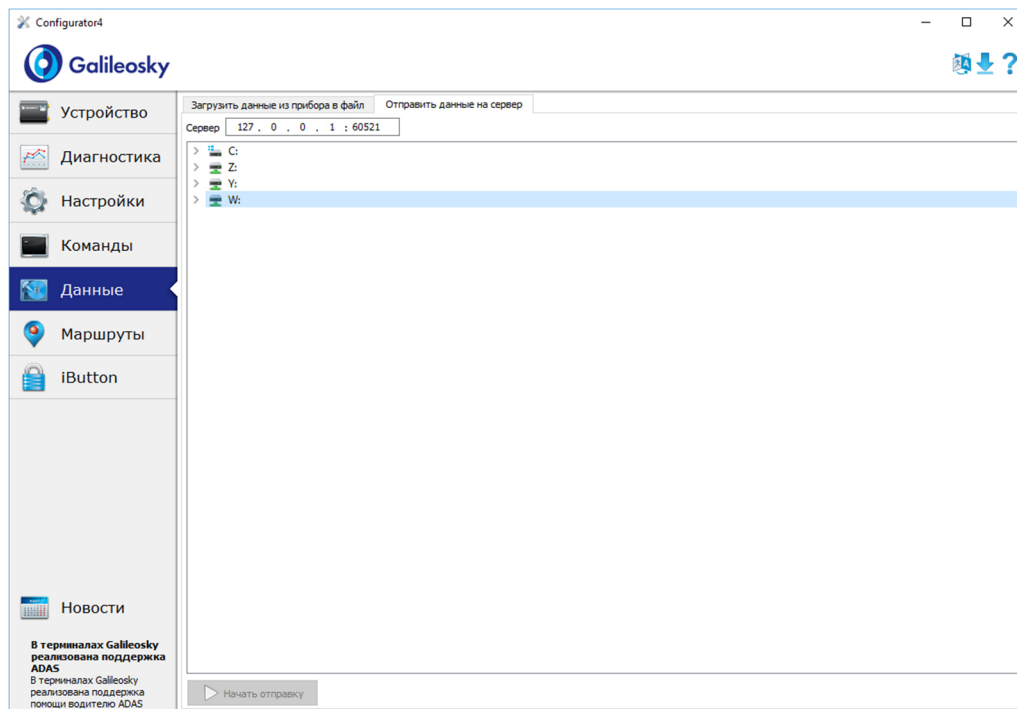 Configurator4
Galileosky
Устройство
Диагностика
Настройки
Команды
Данные
Маршруты
iButton
Загрузить данные из прибора в файл
Отправить данные на сервер
Сервер 127 . 0 . 0 . 1 : 60521
C:
Z:
Y:
W:
Новости
В терминалах Galileosky
реализована поддержка
ADAS
В терминалах Galileosky
реализована поддержка
помощи водителю ADAS
Начать отправку